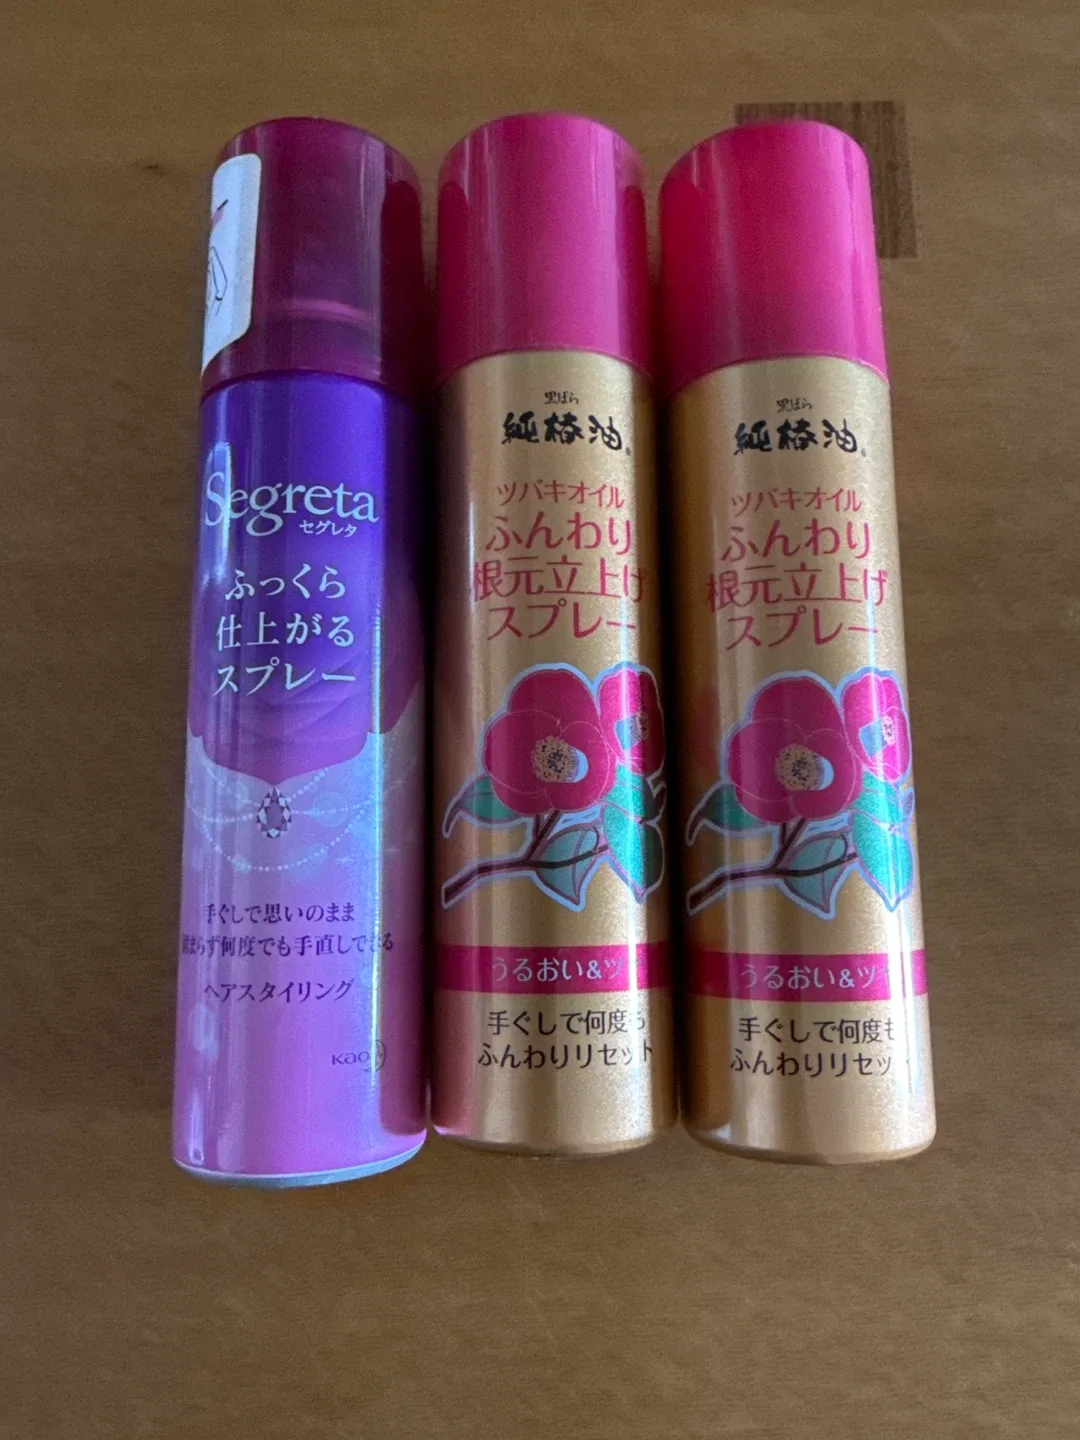 Segreta
セグレタ
ふっくら
仕上がる
スプレー
手ぐしで思いのまま
何度でも手直しできる
ヘアスタイリング
Kao
黒ばら
純椿油
ツバキオイル
ふんわり
根元立上げ
スプレー
うるおい&ツ
手ぐしで何度も
ふんわりリセット
黒ばら
純椿油
ツバキオイル
ふんわり
根元立上げ
スプレー
うるおい&ツ
手ぐしで何度も
ふんわりリセッ